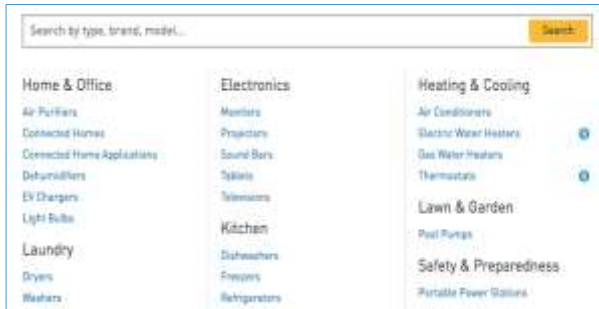 Search by type, brand, model...
Search
Home & Office
Air Purifiers
Connected Homes
Connected Home Applications
Dehumidifiers
EV Chargers
Light Bulbs
Laundry
Dryers
Washers
Electronics
Monitors
Projectors
Sound Bars
Tablets
Televisions
Kitchen
Dishwashers
Freezers
Refrigerators
Heating & Cooling
Air Conditioners
Electric Water Heaters
Gas Water Heaters
Thermostats
Lawn & Garden
Pool Pumps
Safety & Preparedness
Portable Power Stations